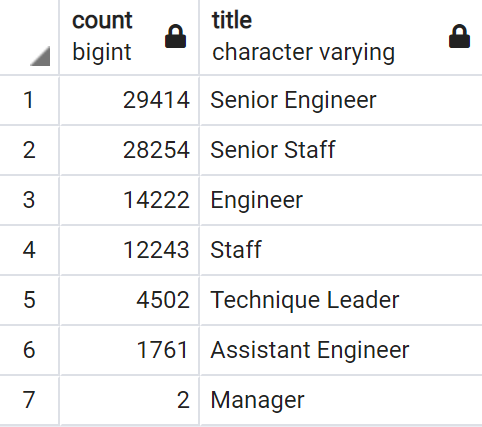 count title
bigint character varying
1 29414 Senior Engineer
2 28254 Senior Staff
3 14222 Engineer
4 12243 Staff
5 4502 Technique Leader
6 1761 Assistant Engineer
7 2 Manager